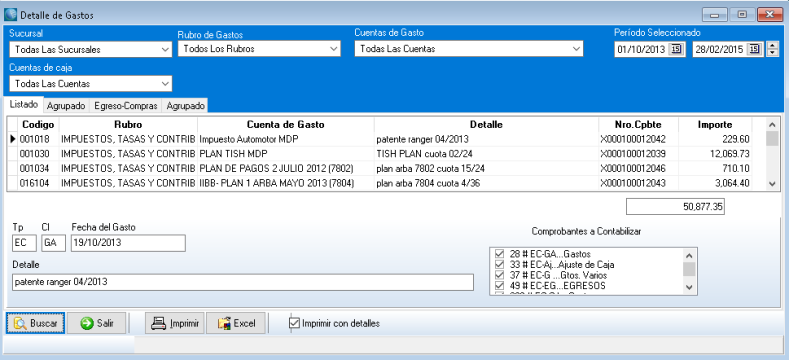 Detalle de Gastos
Sucursal Rubro de Gastos Cuentas de Gasto Período Seleccionado
Todas Las Sucursales Todos Los Rubros Todas Las Cuentas 01/10/2013 15 28/02/2015 15
Cuentas de caja
Todas Las Cuentas
Listado Agrupado Egreso-Compras Agrupado
Codigo Rubro Cuenta de Gasto Detalle Nro.Cpbte Importe
001018 IMPUESTOS, TASAS Y CONTRIB Impuesto Automotor MDP patente ranger 04/2013 X000100012042 229.60
001030 IMPUESTOS, TASAS Y CONTRIB PLAN TISH MDP TISH PLAN cuota 02/24 X000100012039 12,069.73
001034 IMPUESTOS, TASAS Y CONTRIB PLAN DE PAGOS 2 JULIO 2012 (7802) plan arba 7802 cuota 15/24 X000100012046 710.10
016104 IMPUESTOS, TASAS Y CONTRIB IIBB- PLAN 1 ARBA MAYO 2013 (7804) plan arba 7804 cuota 4/36 X000100012043 3,064.40
50,877.35
Tp Cl Fecha del Gasto Comprobantes a Contabilizar
EC GA 19/10/2013
28 # EC-GA...Gastos
33 # EC-Aj...Ajuste de Caja
37 # EC-G ...Gtos. Varios
49 # EC-EG...EGRESOS
Detalle
patente ranger 04/2013
Buscar Salir Imprimir Excel Imprimir con detalles